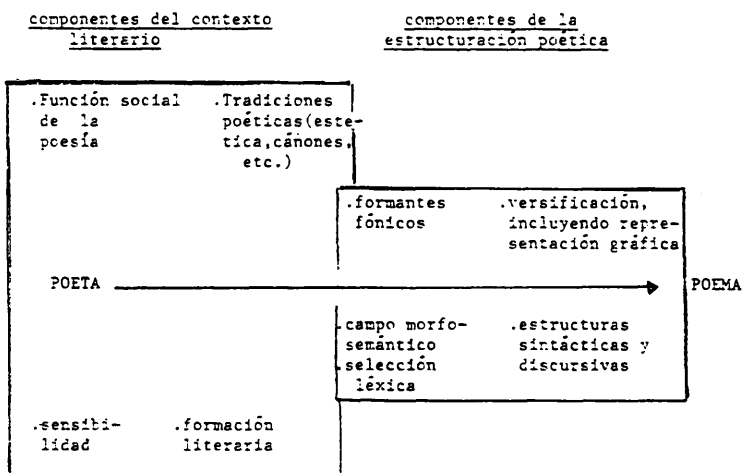 componentes del contexto
literario
componentes de la
estructuración poética
.Función social
de la
poesía
.Tradiciones
poéticas(esté-
tica,cánones,
etc.)
.formantes
fónicos
.versificación,
incluyendo repre-
sentación gráfica
POETA
POEMA
.campo morfo-
semántico
.selección
léxica
.estructuras
sintácticas y
discursivas
.sensibi-
lidad
.formación
literaria